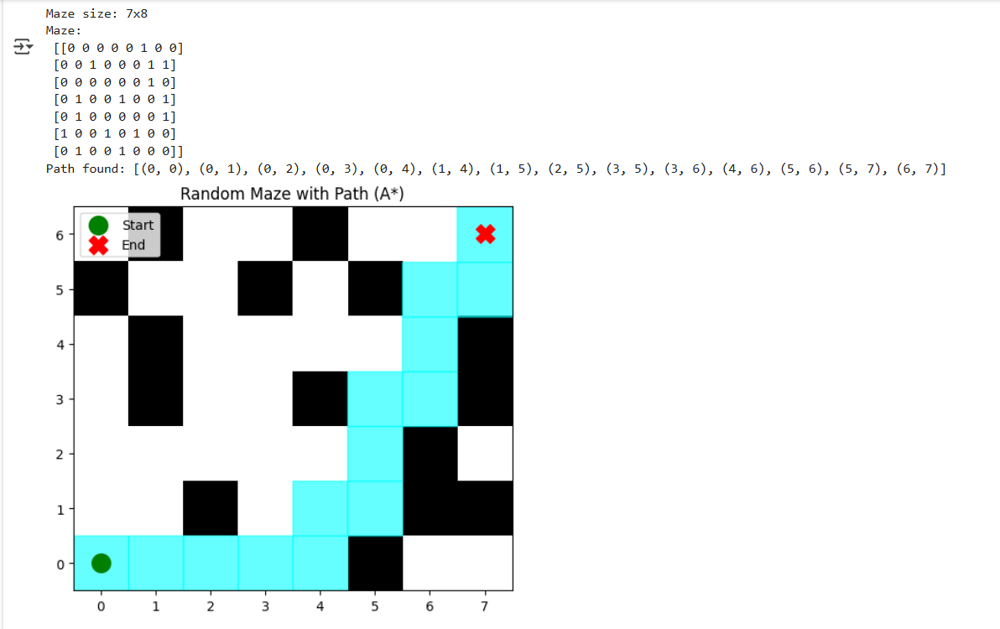 Maze size: 7x8
Maze:
[[0 0 0 0 0 1 0 0]
[0 0 1 0 0 0 1 1]
[0 0 0 0 0 0 1 0]
[0 1 0 0 1 0 0 1]
[0 1 0 0 0 0 0 1]
[1 0 0 1 0 1 0 0]
[0 1 0 0 1 0 0 0]]
Path found: [(0, 0), (0, 1), (0, 2), (0, 3), (0, 4), (1, 4), (1, 5), (2, 5), (3, 5), (3, 6), (4, 6), (5, 6), (5, 7), (6, 7)]
Random Maze with Path (A*)
Start
End
6
5
4
3
2
1
0
0 1 2 3 4 5 6 7